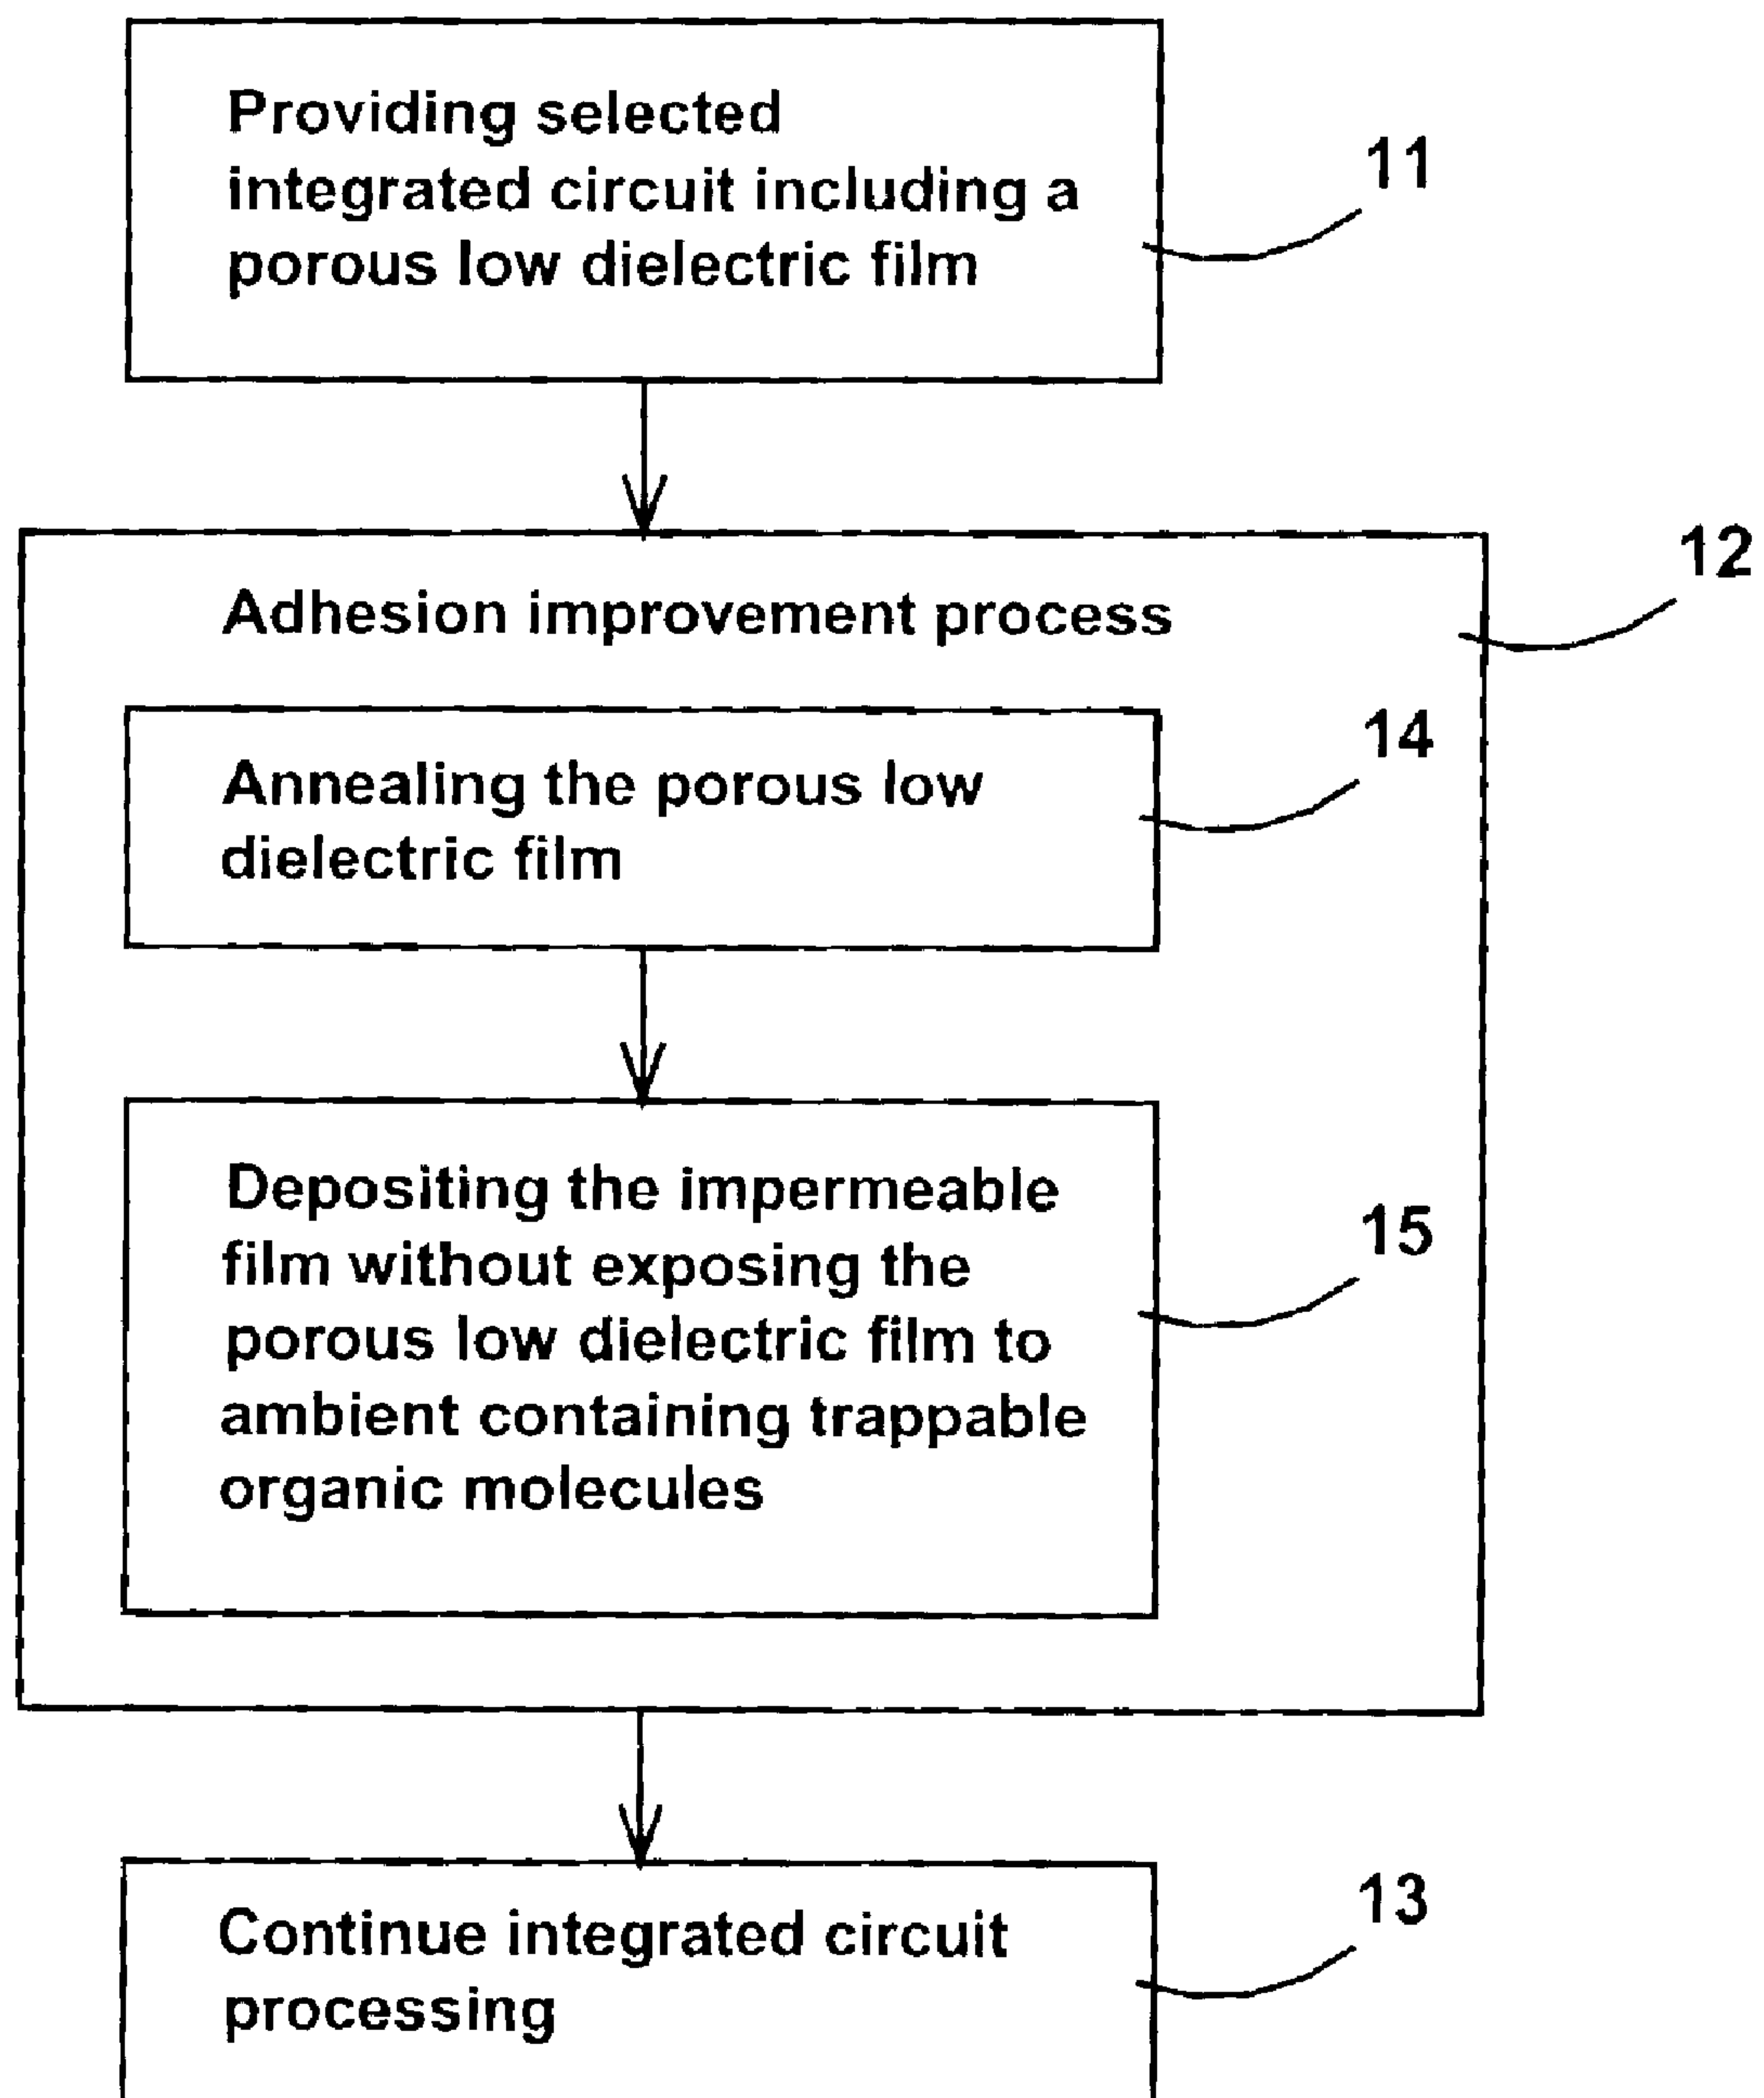 Providing selected
integrated circuit including a
porous low dielectric film
11
12
Adhesion improvement process
14
Annealing the porous low
dielectric film
15
Depositing the impermeable
film without exposing the
porous low dielectric film to
ambient containing trappable
organic molecules
13
Continue integrated circuit
processing